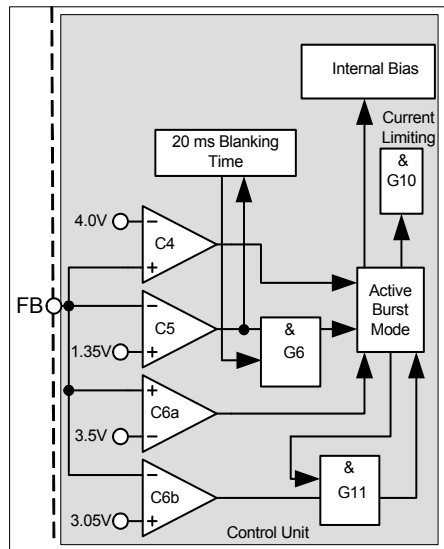 Internal Bias
Current
Limiting
20 ms Blanking
Time
&
G10
4.0V
−
C4
+
FB
−
C5
+
1.35V
&
G6
Active
Burst
Mode
+
C6a
−
3.5V
−
C6b
+
3.05V
&
G11
Control Unit